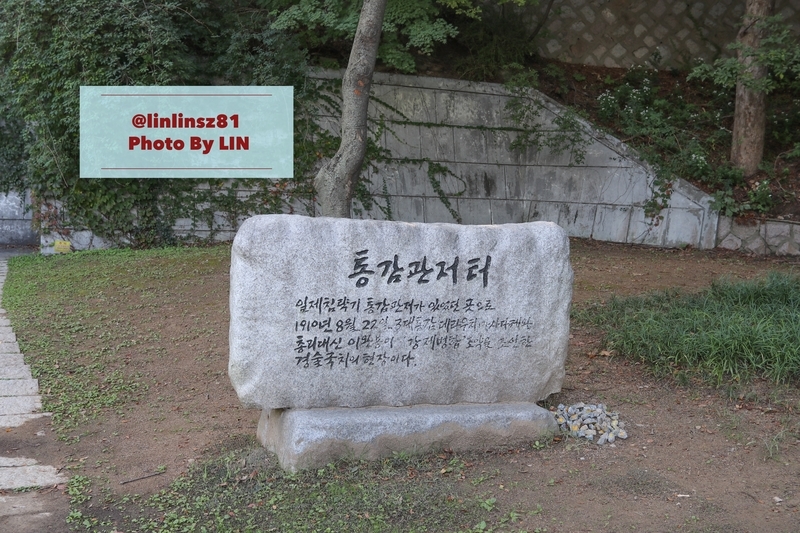 @linlinsz81
Photo By LIN
통감관저터
일제침략기 통감관저가 있었던 곳으로
1910년 8월 22일 3대 통감 데라우치 마사다케와
총리대신 이완용이 '강제병합' 조약을 조인한
경술국치의 현장이다.